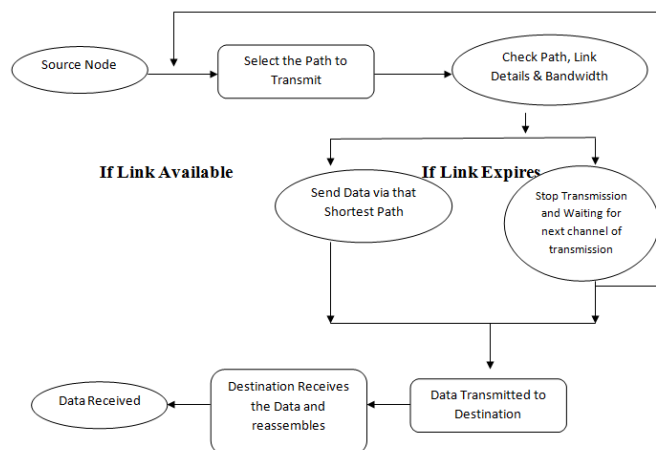 Source Node
Select the Path to
Transmit
Check Path, Link
Details & Bandwidth
If Link Available
If Link Expires
Send Data via that
Shortest Path
Stop Transmission
and Waiting for
next channel of
transmission
Data Received
Destination Receives
the Data and
reassembles
Data Transmitted to
Destination